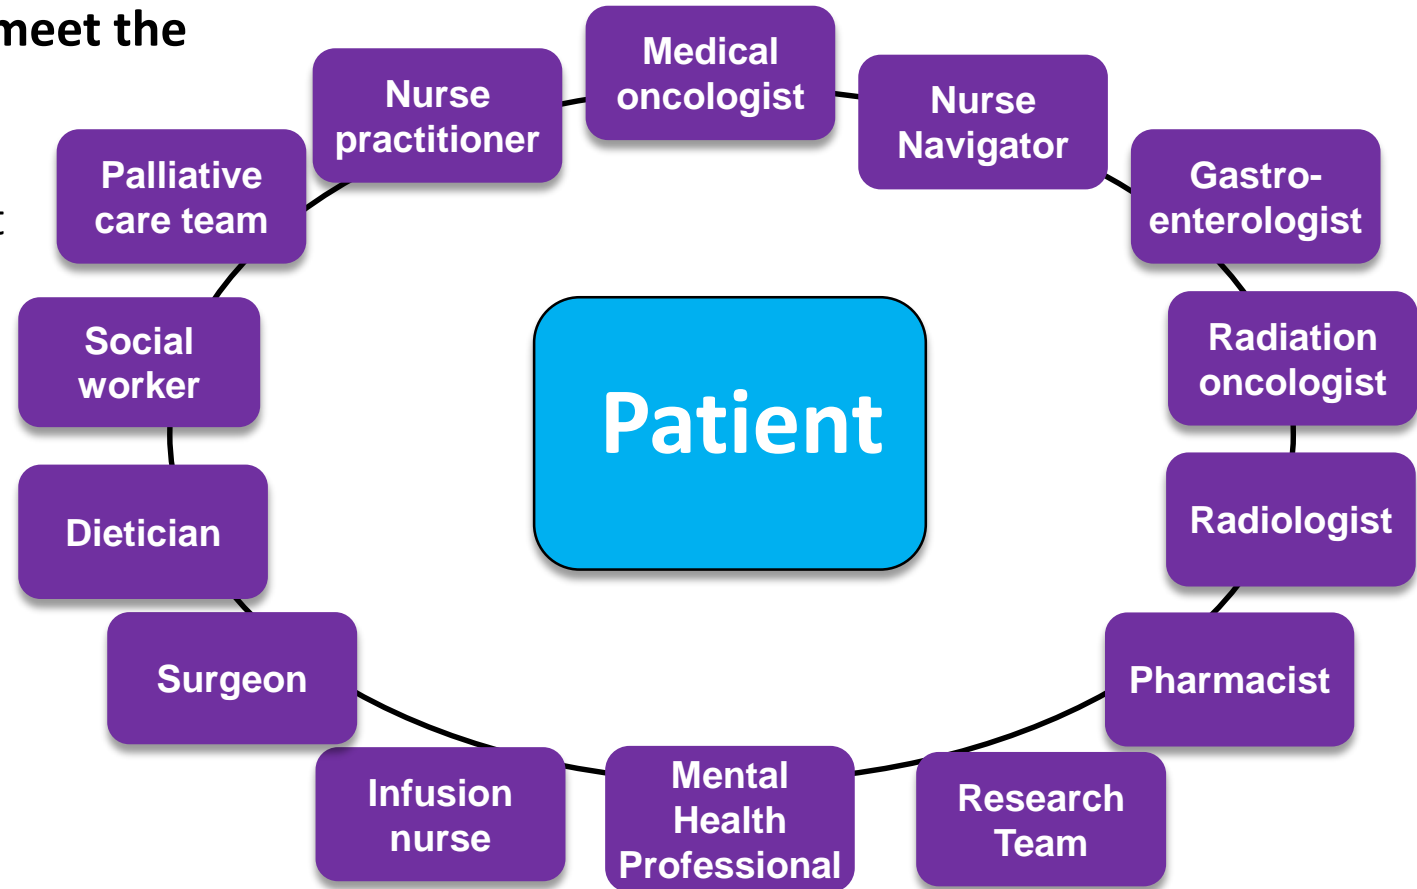 meet the
t
Medical
oncologist
Nurse
Navigator
Gastro-
enterologist
Radiation
oncologist
Radiologist
Pharmacist
Research
Team
Mental
Health
Professional
Infusion
nurse
Surgeon
Dietician
Social
worker
Palliative
care team
Nurse
practitioner
Patient